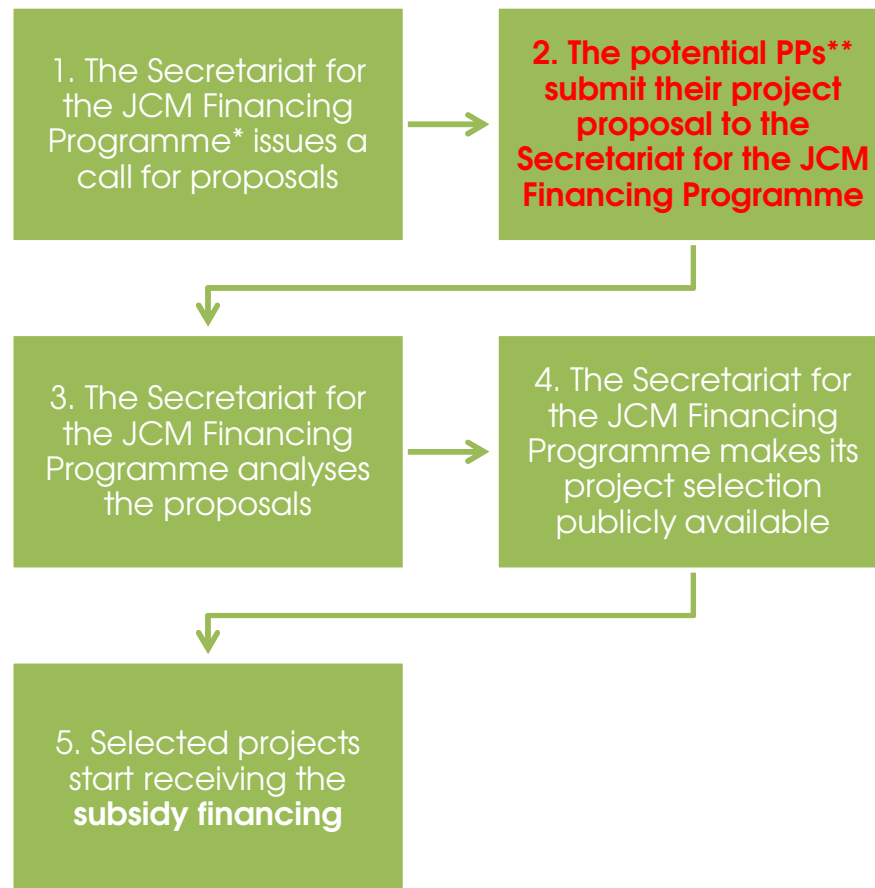 1. The Secretariat for
the JCM Financing
Programme* issues a
call for proposals
2. The potential PPs**
submit their project
proposal to the
Secretariat for the JCM
Financing Programme
3. The Secretariat for
the JCM Financing
Programme analyses
the proposals
4. The Secretariat for
the JCM Financing
Programme makes its
project selection
publicly available
5. Selected projects
start receiving the
subsidy financing